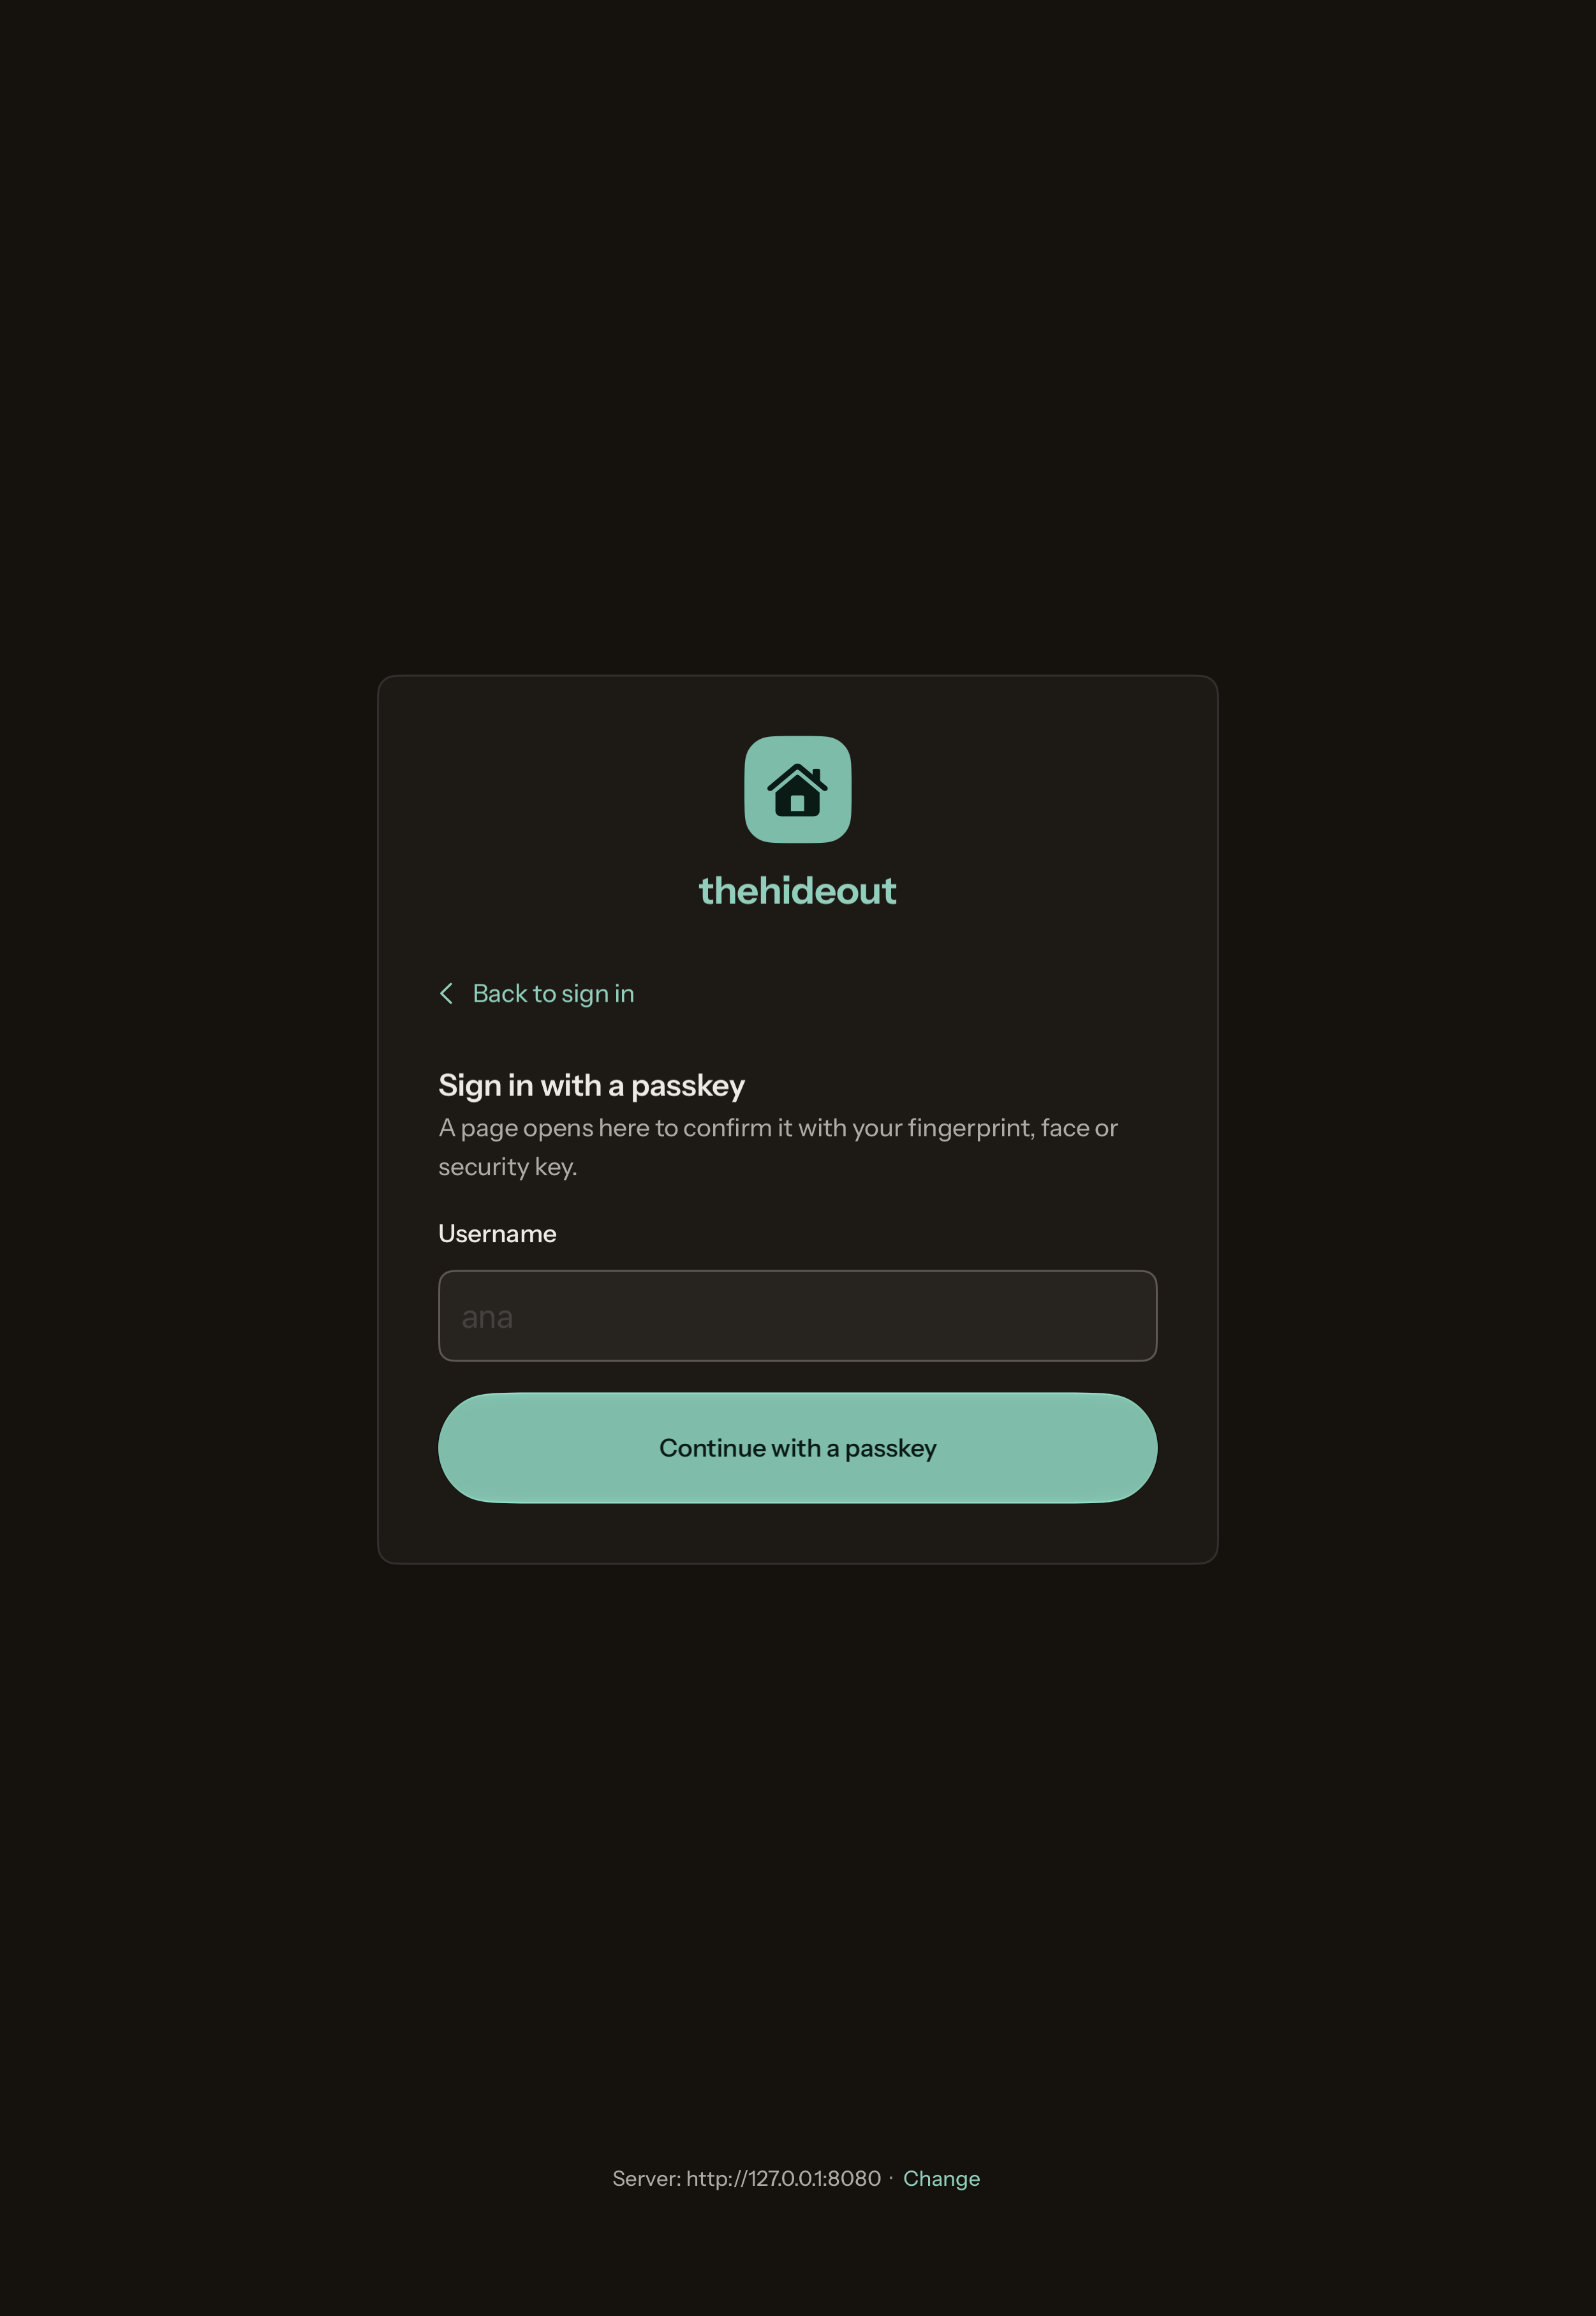 thehideout
Back to sign in
Sign in with a passkey
A page opens here to confirm it with your fingerprint, face or
security key.
Username
ana
Continue with a passkey
Server: http://127.0.0.1:8080 · Change